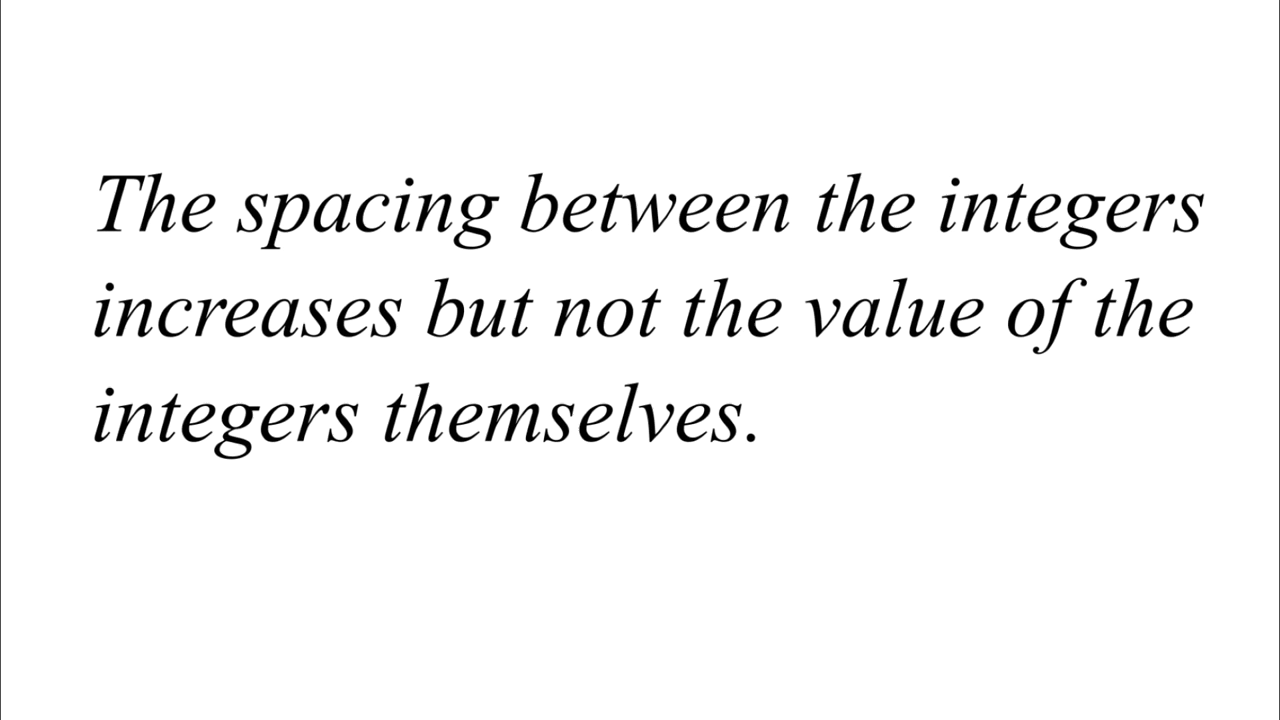 The spacing between the integers
increases but not the value of the
integers themselves.